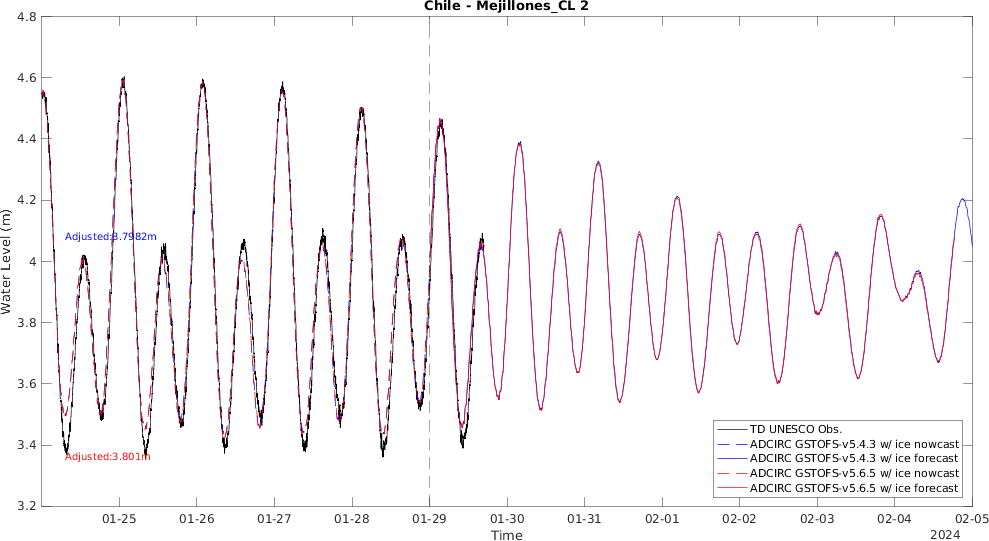 Chile - Mejillones_CL 2
4.8
4.6
4.4
4.2
4
3.8
3.6
3.4
3.2
Water Level (m)
Adjusted:3.7982m
Adjusted:3.801m
TD UNESCO Obs.
ADCIRC GSTOFS-v5.4.3 w/ ice nowcast
ADCIRC GSTOFS-v5.4.3 w/ ice forecast
ADCIRC GSTOFS-v5.6.5 w/ ice nowcast
ADCIRC GSTOFS-v5.6.5 w/ ice forecast
01-25 01-26 01-27 01-28 01-29 01-30 01-31 02-01 02-02 02-03 02-04 02-05
Time
2024